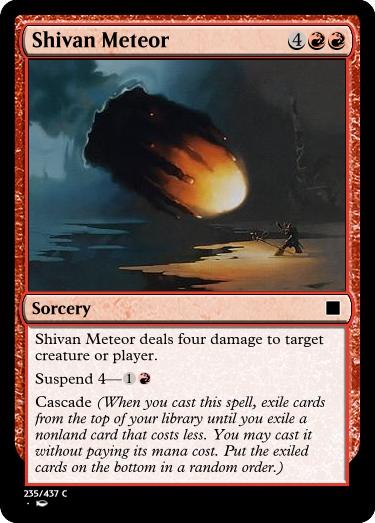 Shivan Meteor 4
Sorcery
Shivan Meteor deals four damage to target
creature or player.
Suspend 4—1
Cascade (When you cast this spell, exile cards
from the top of your library until you exile a
nonland card that costs less. You may cast it
without paying its mana cost. Put the
exiled cards on the bottom in a random order.)
235/437 C